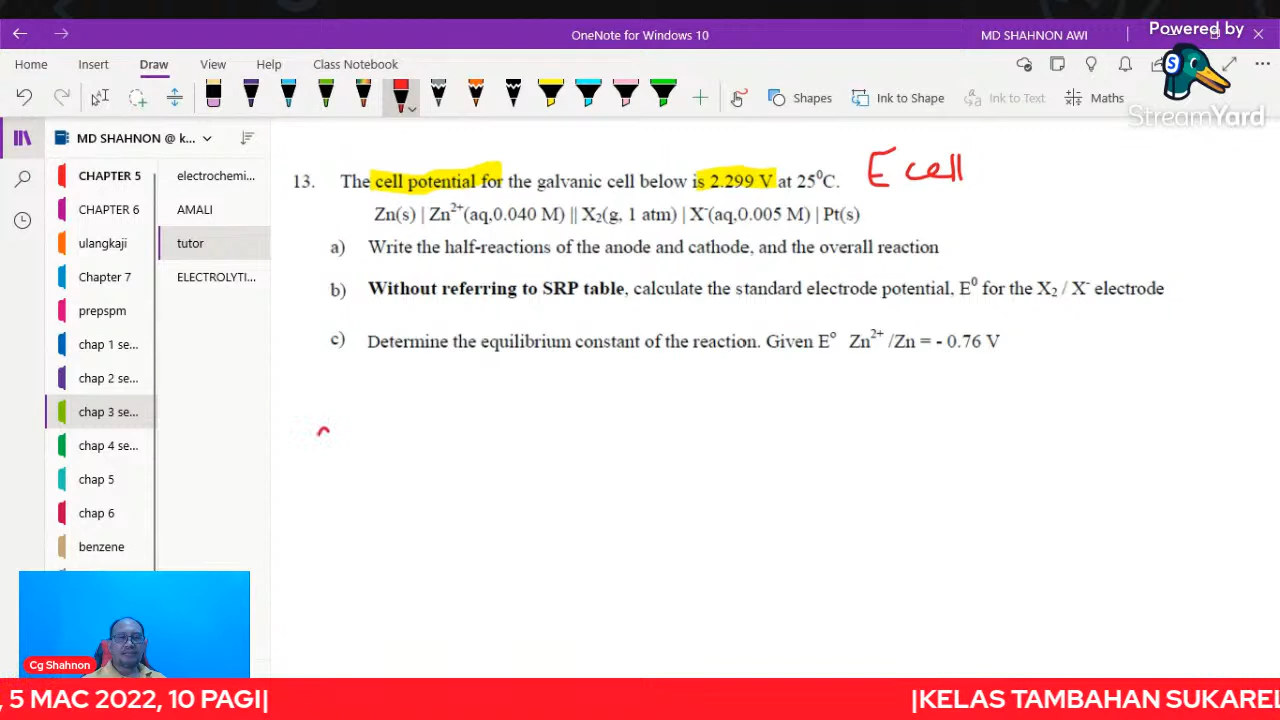 OneNote for Windows 10
MD SHAHNON AWI
Powered by
StreamYard
Home Insert Draw View Help Class Notebook
Shapes Ink to Shape Ink to Text Maths
MD SHAHNON @ k...
CHAPTER 5
CHAPTER 6
ulangkaji
Chapter 7
prepspm
chap 1 se...
chap 2 se...
chap 3 se...
chap 4 se...
chap 5
chap 6
benzene
electrochemi...
AMALI
tutor
ELECTROLYTI...
13. The cell potential for the galvanic cell below is 2.299 V at 25⁰C.
E cell
Zn(s) | Zn²⁺(aq,0.040 M) || X₂(g, 1 atm) | X⁻(aq,0.005 M) | Pt(s)
a) Write the half-reactions of the anode and cathode, and the overall reaction
b) Without referring to SRP table, calculate the standard electrode potential, E⁰ for the X₂ / X⁻ electrode
c) Determine the equilibrium constant of the reaction. Given E° Zn²⁺ /Zn = - 0.76 V
Cg Shahnon
, 5 MAC 2022, 10 PAGI| |KELAS TAMBAHAN SUKAREL